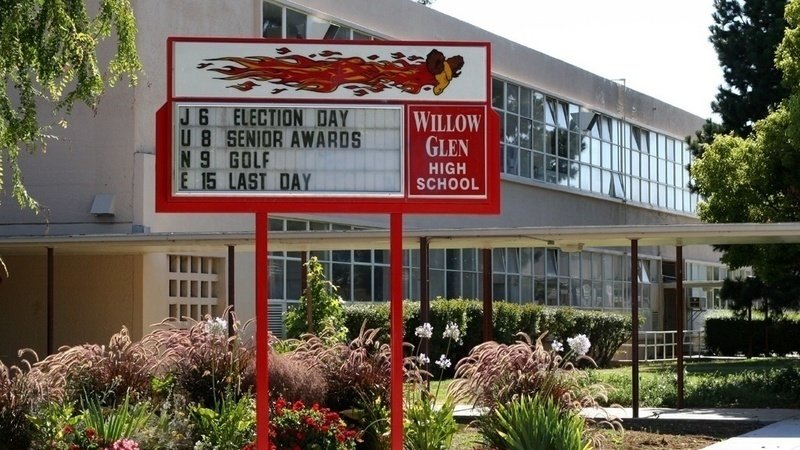 J 6 ELECTION DAY
U 8 SENIOR AWARDS
N 9 GOLF
E 15 LAST DAY
WILLOW
GLEN
HIGH
SCHOOL